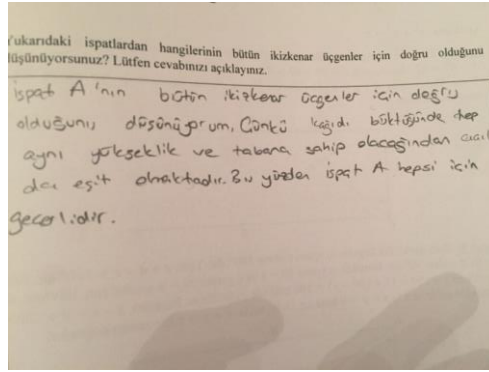 Yukarıdaki ispatlardan hangilerinin bütün ikizkenar üçgenler için doğru olduğunu
düşünüyorsunuz? Lütfen cevabınızı açıklayınız.
ispat A'nın bütün ikizkenar üçgenler için doğru
olduğunu, düşünüyorum, Çünkü kağıdı büktüğünde hep
aynı yükseklik ve tabana sahip olacağından açıl
da eşit olmaktadır. Bu yüzden ispat A hepsi için
geçerlidir.